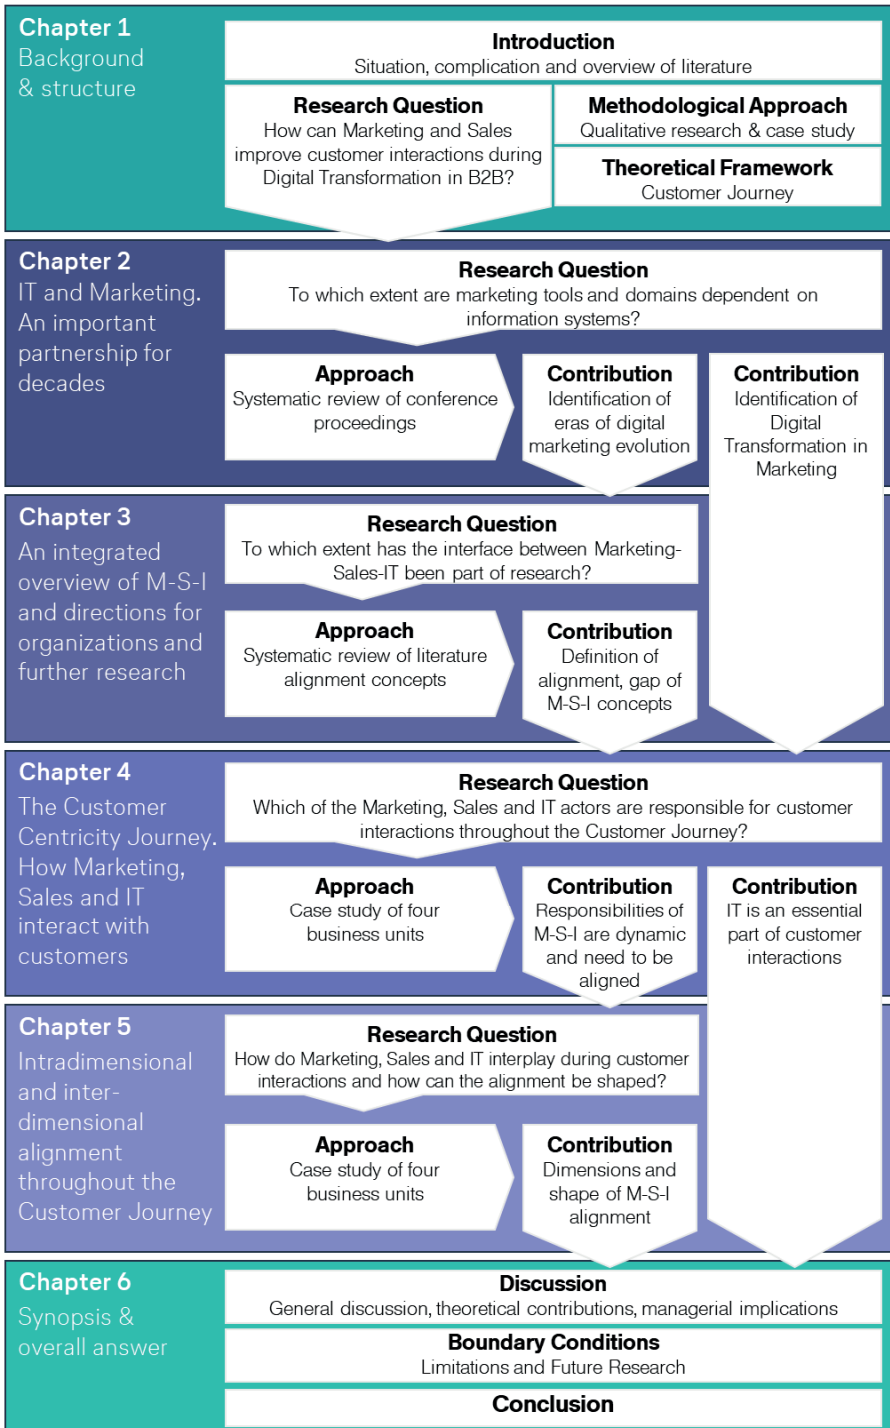 Chapter 1
Background
& structure
Introduction
Situation, complication and overview of literature
Research Question
How can Marketing and Sales
improve customer interactions during
Digital Transformation in B2B?
Methodological Approach
Qualitative research & case study
Theoretical Framework
Customer Journey
Chapter 2
IT and Marketing.
An important
partnership for
decades
Research Question
To which extent are marketing tools and domains dependent on
information systems?
Approach
Systematic review of conference
proceedings
Contribution
Identification of
eras of digital
marketing evolution
Contribution
Identification of
Digital
Transformation in
Marketing
Chapter 3
An integrated
overview of M-S-I
and directions for
organizations and
further research
Research Question
To which extent has the interface between Marketing-
Sales-IT been part of research?
Approach
Systematic review of literature
alignment concepts
Contribution
Definition of
alignment, gap of
M-S-I concepts
Chapter 4
The Customer
Centricity Journey.
How Marketing,
Sales and IT
interact with
customers
Research Question
Which of the Marketing, Sales and IT actors are responsible for customer
interactions throughout the Customer Journey?
Approach
Case study of four
business units
Contribution
Responsibilities of
M-S-I are dynamic
and need to be
aligned
Contribution
IT is an essential
part of customer
interactions
Chapter 5
Intradimensional
and inter-
dimensional
alignment
throughout the
Customer Journey
Research Question
How do Marketing, Sales and IT interplay during customer
interactions and how can the alignment be shaped?
Approach
Case study of four
business units
Contribution
Dimensions and
shape of M-S-I
alignment
Chapter 6
Synopsis &
overall answer
Discussion
General discussion, theoretical contributions, managerial implications
Boundary Conditions
Limitations and Future Research
Conclusion